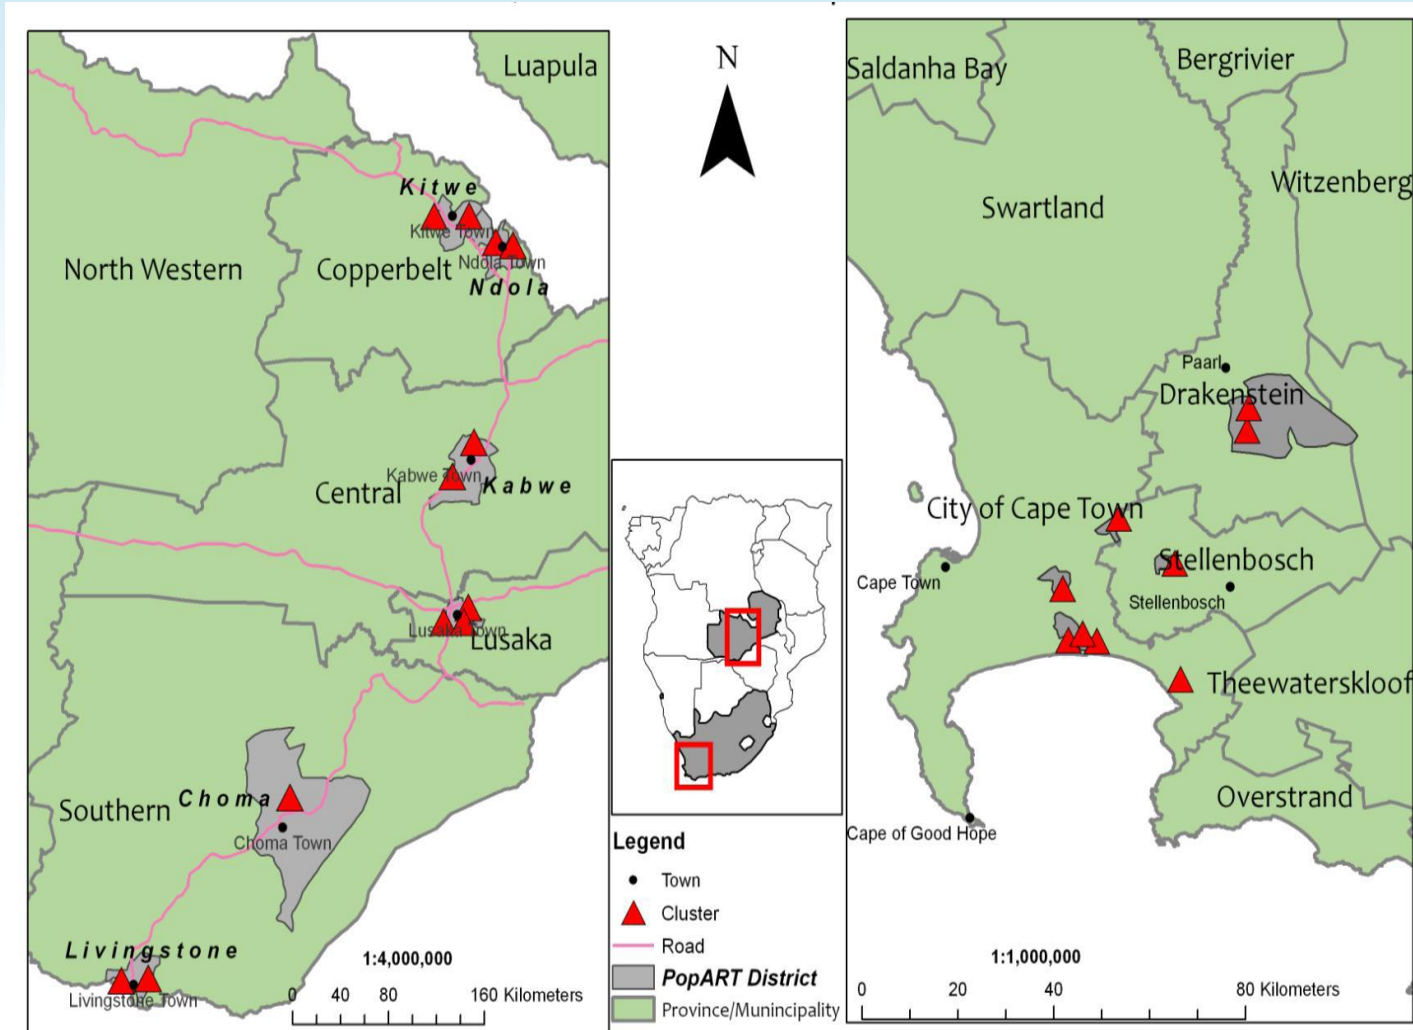 Luapula
Kitwe
Kitwe Town
North Western
Copperbelt
Ndola Town
Ndola
Kabwe Town
Central
Kabwe
Lusaka Town
Lusaka
Southern
Choma
Choma Town
Livingstone
Livingstone Town
1:4,000,000
0 40 80 160 Kilometers
N
Legend
Town
Cluster
Road
PopART District
Province/Munincipality
Saldanha Bay
Bergrivier
Witzenberg
Swartland
Paarl
Drakenstein
City of Cape Town
Stellenbosch
Cape Town
Stellenbosch
Theewaterskloof
Overstrand
Cape of Good Hope
1:1,000,000
0 20 40 80 Kilometers